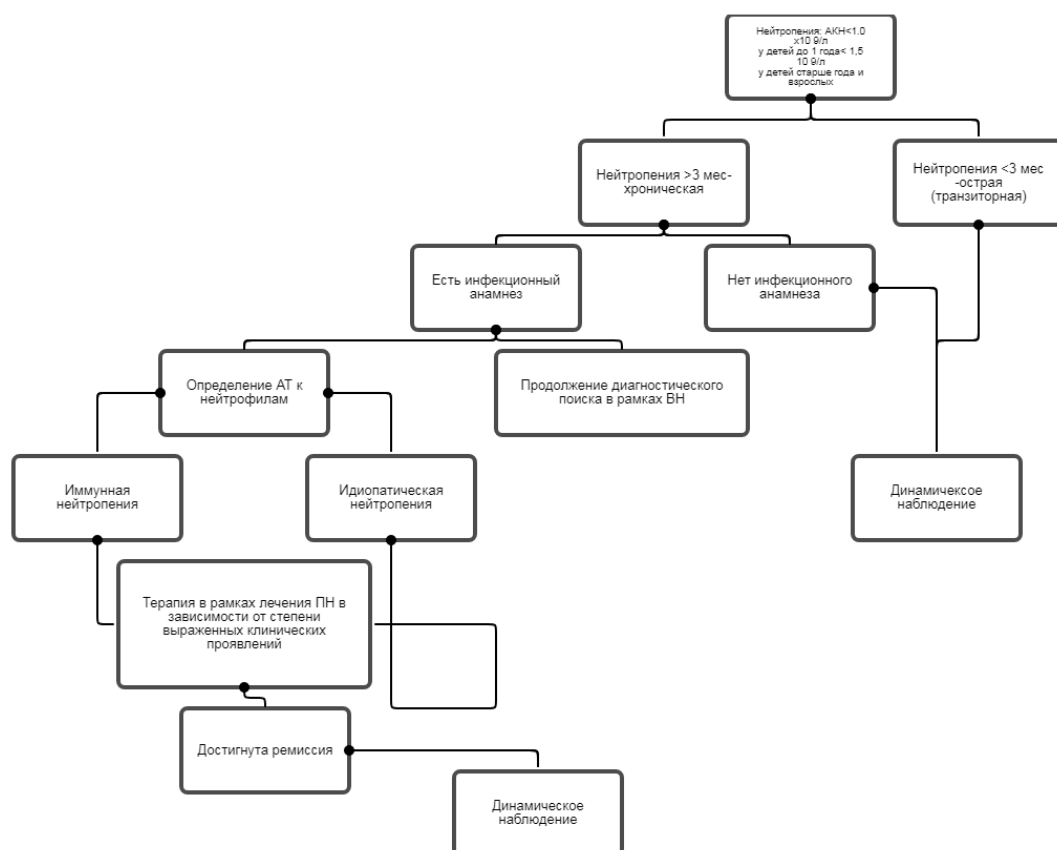 Нейтропения: АКН<1.0
х10 9/л
у детей до 1 года< 1,5
10 9/л
у детей старше года и
взрослых
Нейтропения >3 мес-
хроническая
Нейтропения <3 мес
-острая
(транзиторная)
Есть инфекционный
анамнез
Нет инфекционного
анамнеза
Определение АТ к
нейтрофилам
Продолжение диагностического
поиска в рамках ВН
Иммунная
нейтропения
Идиопатическая
нейтропения
Динамичексое
наблюдение
Терапия в рамках лечения ПН в
зависимости от степени
выраженных клинических
проявлений
Достигнута ремиссия
Динамическое
наблюдение